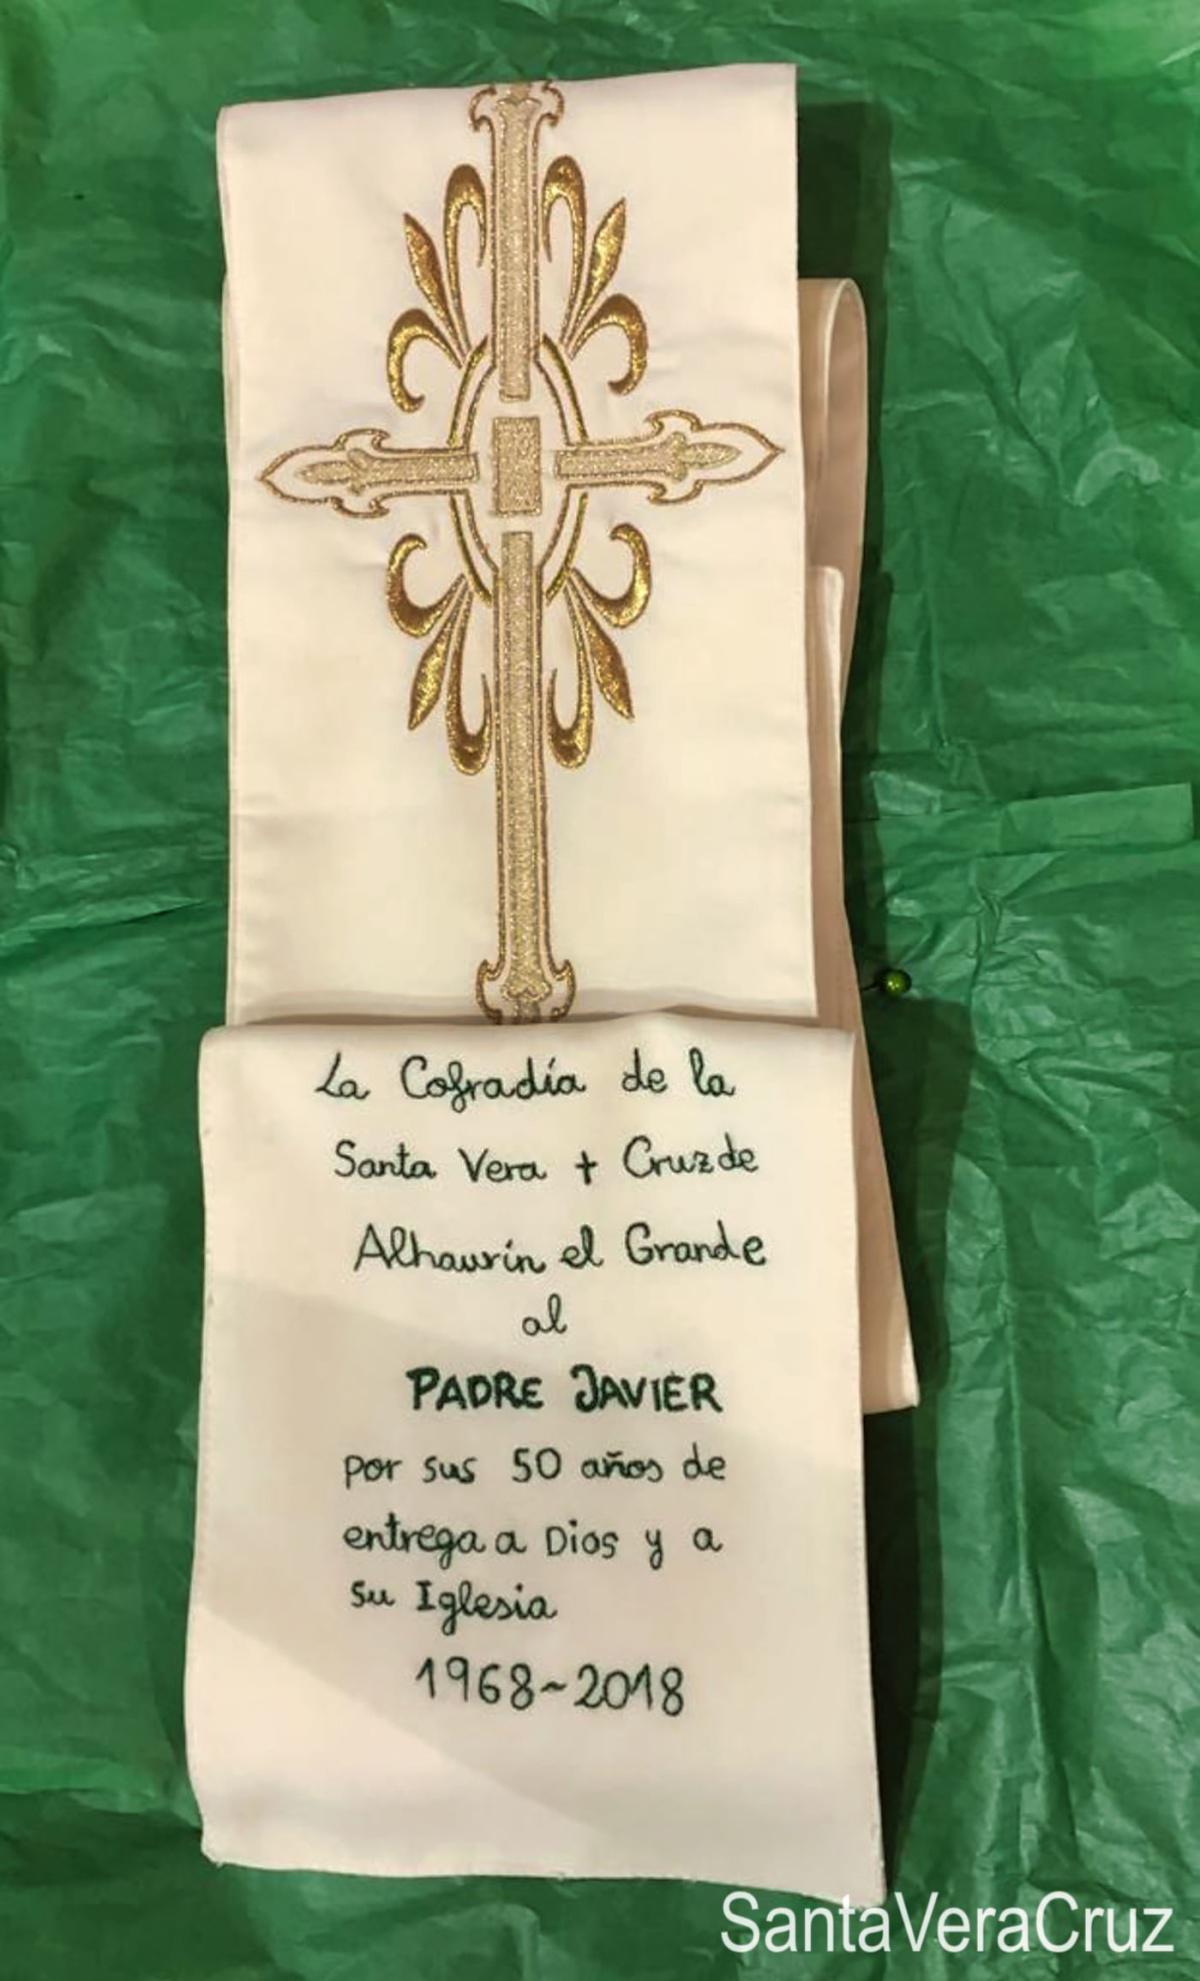 La Cofradía de la
Santa Vera + Cruz de
Alhaurín el Grande
al
PADRE JAVIER
por sus 50 años de
entrega a Dios y a
su Iglesia
1968~2018
SantaVeraCruz